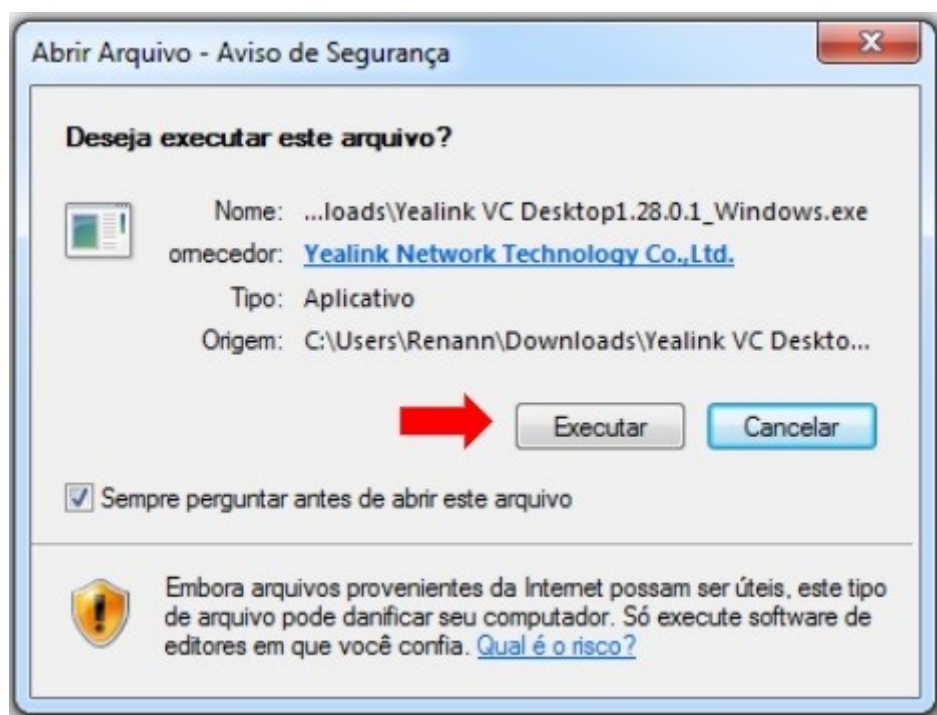 Abrir Arquivo - Aviso de Segurança
Deseja executar este arquivo?
Nome: ...loads\Yealink VC Desktop1.28.0.1_Windows.exe
ornecedor: Yealink Network Technology Co.,Ltd.
Tipo: Aplicativo
Origem: C:\Users\Renann\Downloads\Yealink VC Deskto...
Executar Cancelar
Sempre perguntar antes de abrir este arquivo
Embora arquivos provenientes da Internet possam ser úteis, este tipo
de arquivo pode danificar seu computador. Só execute software de
editores em que você confia. Qual é o risco?